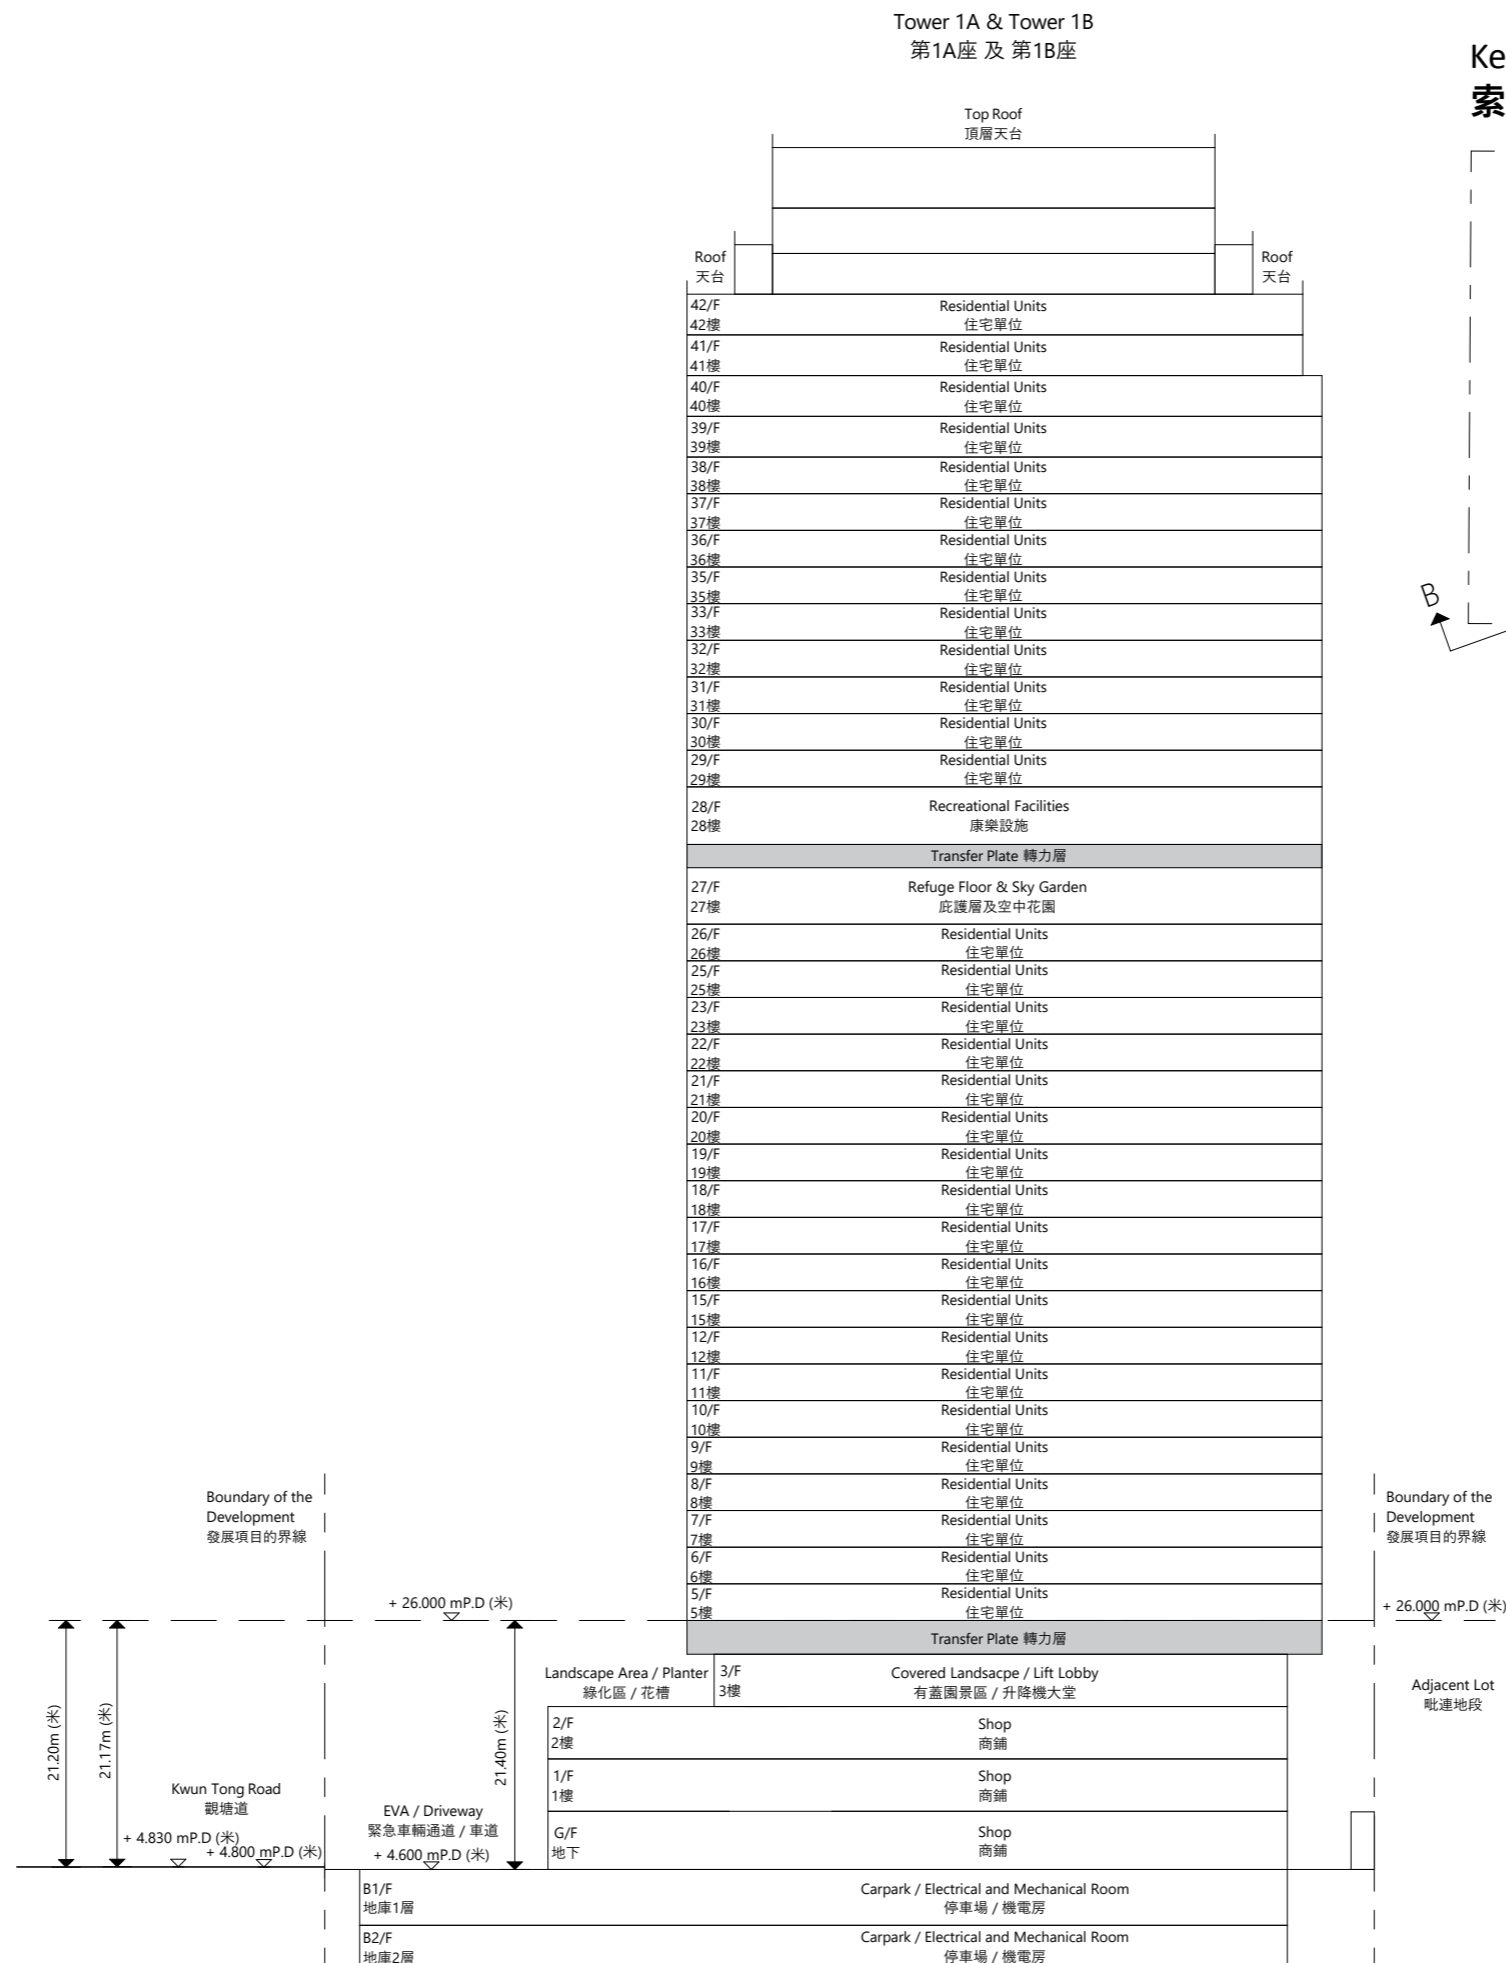 Tower 1A & Tower 1B
第1A座 及 第1B座
Ke
索
Top Roof
頂層天台
Roof
天台
Roof
天台
42/F Residential Units
42樓 住宅單位
41/F Residential Units
41樓 住宅單位
40/F Residential Units
40樓 住宅單位
39/F Residential Units
39樓 住宅單位
38/F Residential Units
38樓 住宅單位
37/F Residential Units
37樓 住宅單位
36/F Residential Units
36樓 住宅單位
35/F Residential Units
35樓 住宅單位
33/F Residential Units
33樓 住宅單位
32/F Residential Units
32樓 住宅單位
31/F Residential Units
31樓 住宅單位
30/F Residential Units
30樓 住宅單位
29/F Residential Units
29樓 住宅單位
B
28/F Recreational Facilities
28樓 康樂設施
Transfer Plate 轉力層
27/F Refuge Floor & Sky Garden
27樓 庇護層及空中花園
26/F Residential Units
26樓 住宅單位
25/F Residential Units
25樓 住宅單位
23/F Residential Units
23樓 住宅單位
22/F Residential Units
22樓 住宅單位
21/F Residential Units
21樓 住宅單位
20/F Residential Units
20樓 住宅單位
19/F Residential Units
19樓 住宅單位
18/F Residential Units
18樓 住宅單位
17/F Residential Units
17樓 住宅單位
16/F Residential Units
16樓 住宅單位
15/F Residential Units
15樓 住宅單位
12/F Residential Units
12樓 住宅單位
11/F Residential Units
11樓 住宅單位
10/F Residential Units
10樓 住宅單位
9/F Residential Units
9樓 住宅單位
8/F Residential Units
8樓 住宅單位
7/F Residential Units
7樓 住宅單位
6/F Residential Units
6樓 住宅單位
5/F Residential Units
5樓 住宅單位
Boundary of the
Development
發展項目的界線
Boundary of the
Development
發展項目的界線
+ 26.000 mP.D (米)
+ 26.000 mP.D (米)
Transfer Plate 轉力層
Landscape Area / Planter
綠化區 / 花槽
3/F Covered Landsacpe / Lift Lobby
3樓 有蓋園景區 / 升降機大堂
Adjacent Lot
毗連地段
2/F Shop
2樓 商鋪
1/F Shop
1樓 商鋪
G/F Shop
地下 商鋪
21.20m (米)
21.17m (米)
21.40m (米)
Kwun Tong Road
觀塘道
+ 4.830 mP.D (米)
+ 4.800 mP.D (米)
EVA / Driveway
緊急車輛通道 / 車道
+ 4.600 mP.D (米)
B1/F Carpark / Electrical and Mechanical Room
地庫1層 停車場 / 機電房
B2/F Carpark / Electrical and Mechanical Room
地庫2層 停車場 / 機電房